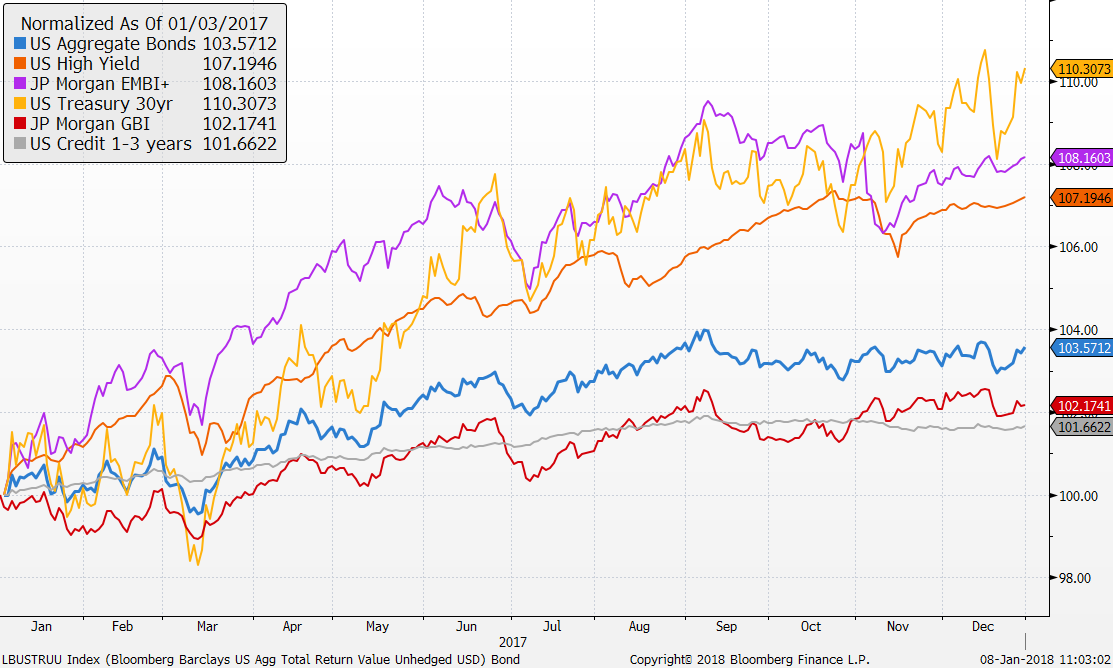 Normalized As Of 01/03/2017
US Aggregate Bonds 103.5712
US High Yield 107.1946
JP Morgan EMBI+ 108.1603
US Treasury 30yr 110.3073
JP Morgan GBI 102.1741
US Credit 1-3 years 101.6622
110.3073
110.00
108.1603
107.1946
106.00
104.00
103.5712
102.1741
101.6622
100.00
98.00
Jan Feb Mar Apr May Jun Jul Aug Sep Oct Nov Dec
2017
LBUSTRUU Index (Bloomberg Barclays US Agg Total Return Value Unhedged USD) Bond Copyright© 2018 Bloomberg Finance L.P. 08-Jan-2018 11:03:02